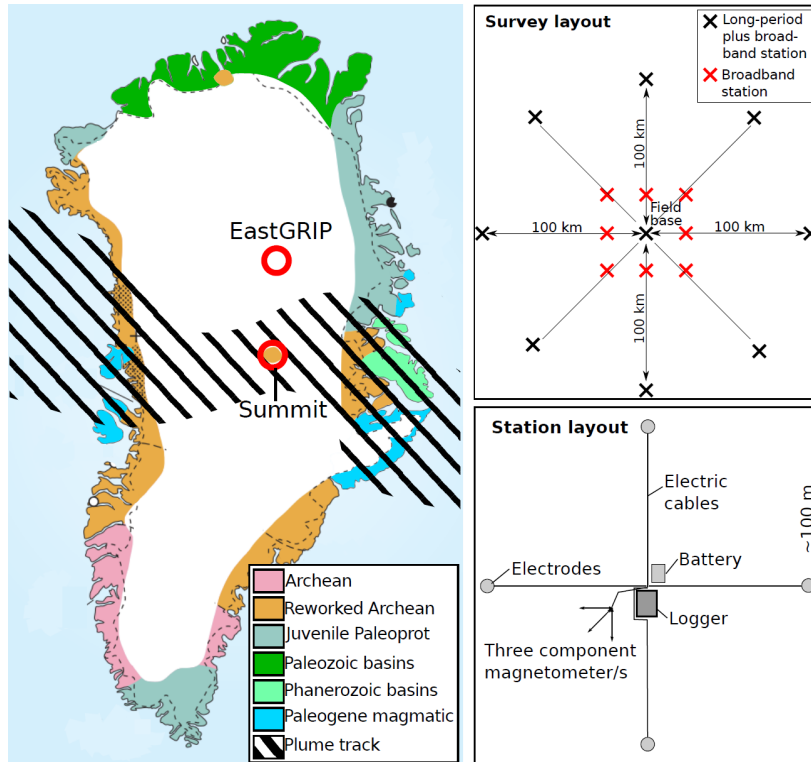 EastGRIP
Summit
Archean
Reworked Archean
Juvenile Paleoprot
Paleozoic basins
Phanerozoic basins
Paleogene magmatic
Plume track
Survey layout
Long-period
plus broad-
band station
Broadband
station
100 km
Field
base
100 km
100 km
100 km
Station layout
Electric
cables
~100 m
Battery
Electrodes
Logger
Three component
magnetometer/s